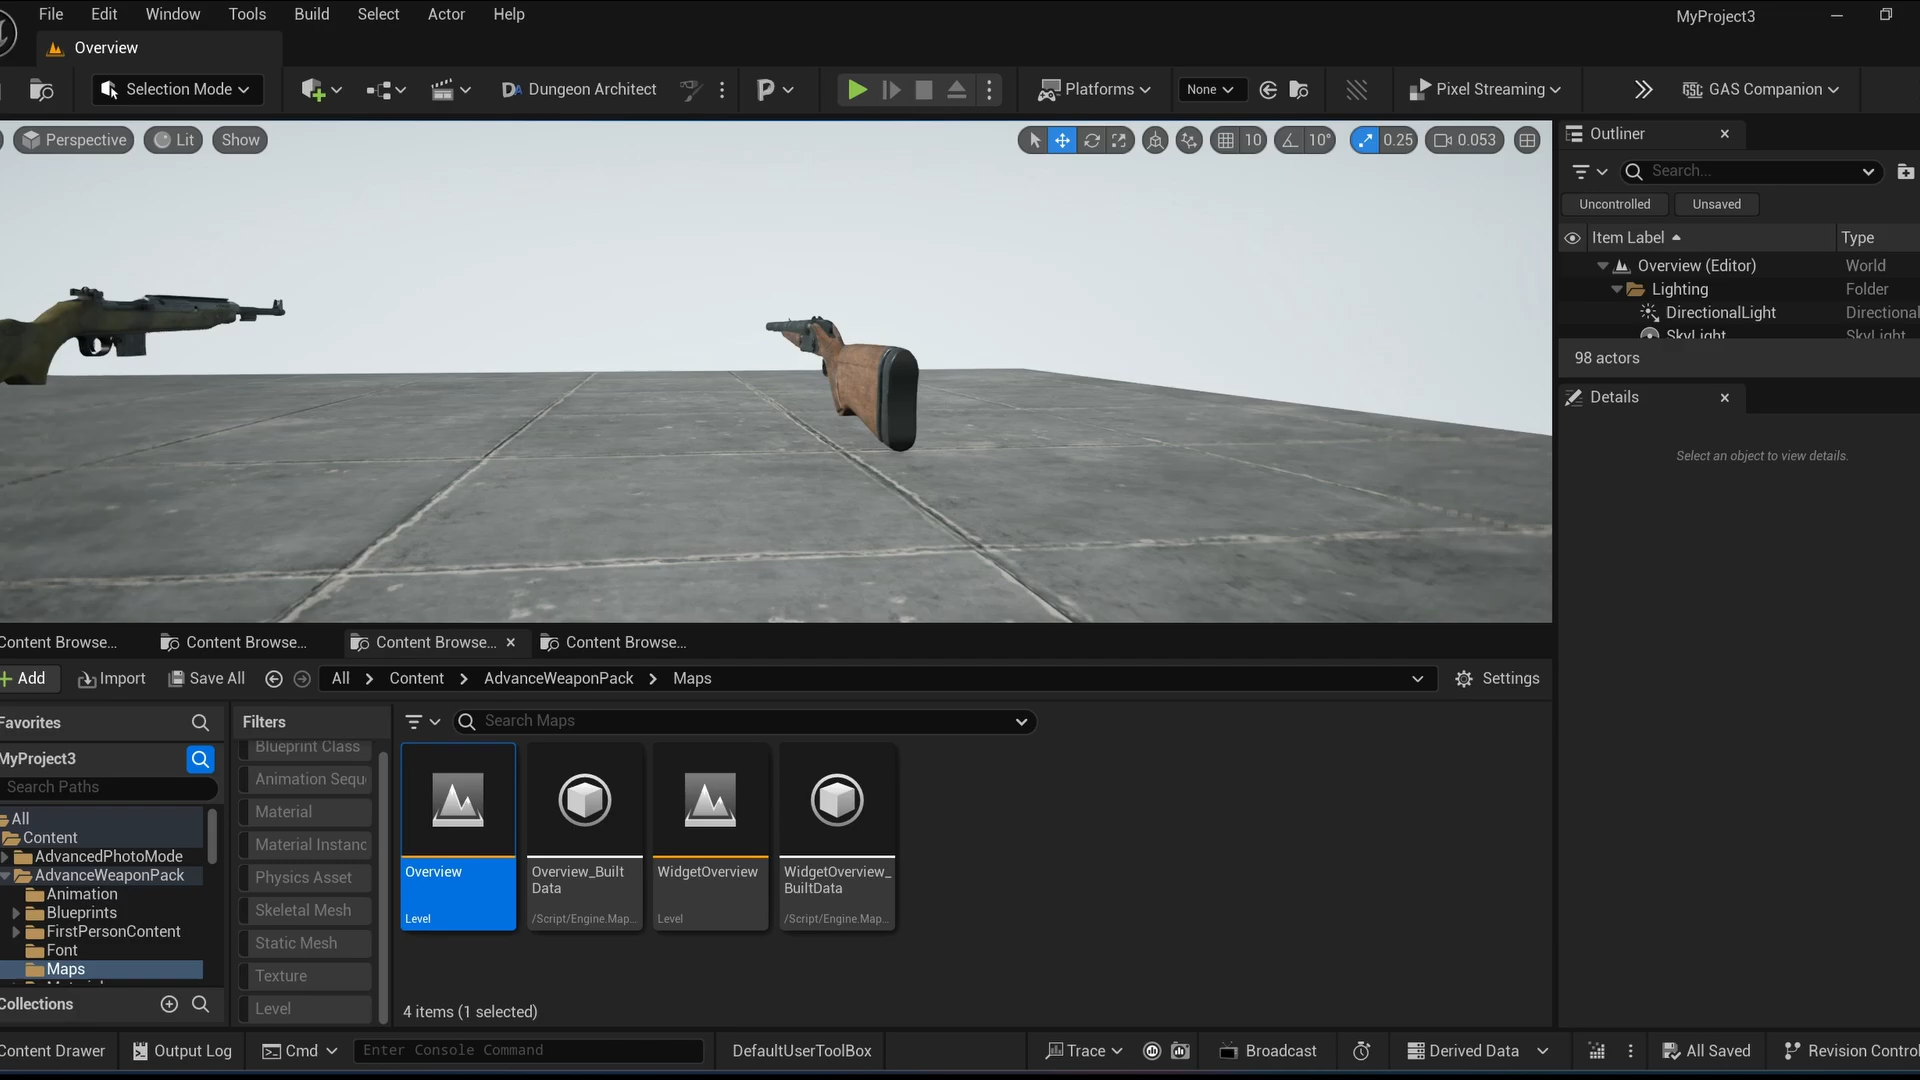 File Edit Window Tools Build Select Actor Help MyProject3
Overview
Selection Mode Dungeon Architect Platforms None Pixel Streaming GAS Companion
Perspective Lit Show 10 10° 0.25 0.053
Outliner
Search...
Uncontrolled Unsaved
Item Label Type
Overview (Editor) World
Lighting Folder
DirectionalLight Directional
SkyLight SkyLight
98 actors
Details
Select an object to view details.
Content Browse... Content Browse... Content Browse... Content Browse...
Add Import Save All All Content AdvanceWeaponPack Maps Settings
Favorites
MyProject3
Search Paths
All
Content
AdvancedPhotoMode
AdvanceWeaponPack
Animation
Blueprints
FirstPersonContent
Font
Maps
Collections
Filters
Blueprint Class
Animation Sequ
Material
Material Instanc
Physics Asset
Skeletal Mesh
Static Mesh
Texture
Level
Search Maps
Overview
Level
Overview_Built
Data
/Script/Engine.Map...
WidgetOverview
Level
WidgetOverview_
BuiltData
/Script/Engine.Map...
4 items (1 selected)
Content Drawer Output Log Cmd Enter Console Command DefaultUserToolBox Trace Broadcast Derived Data All Saved Revision Control